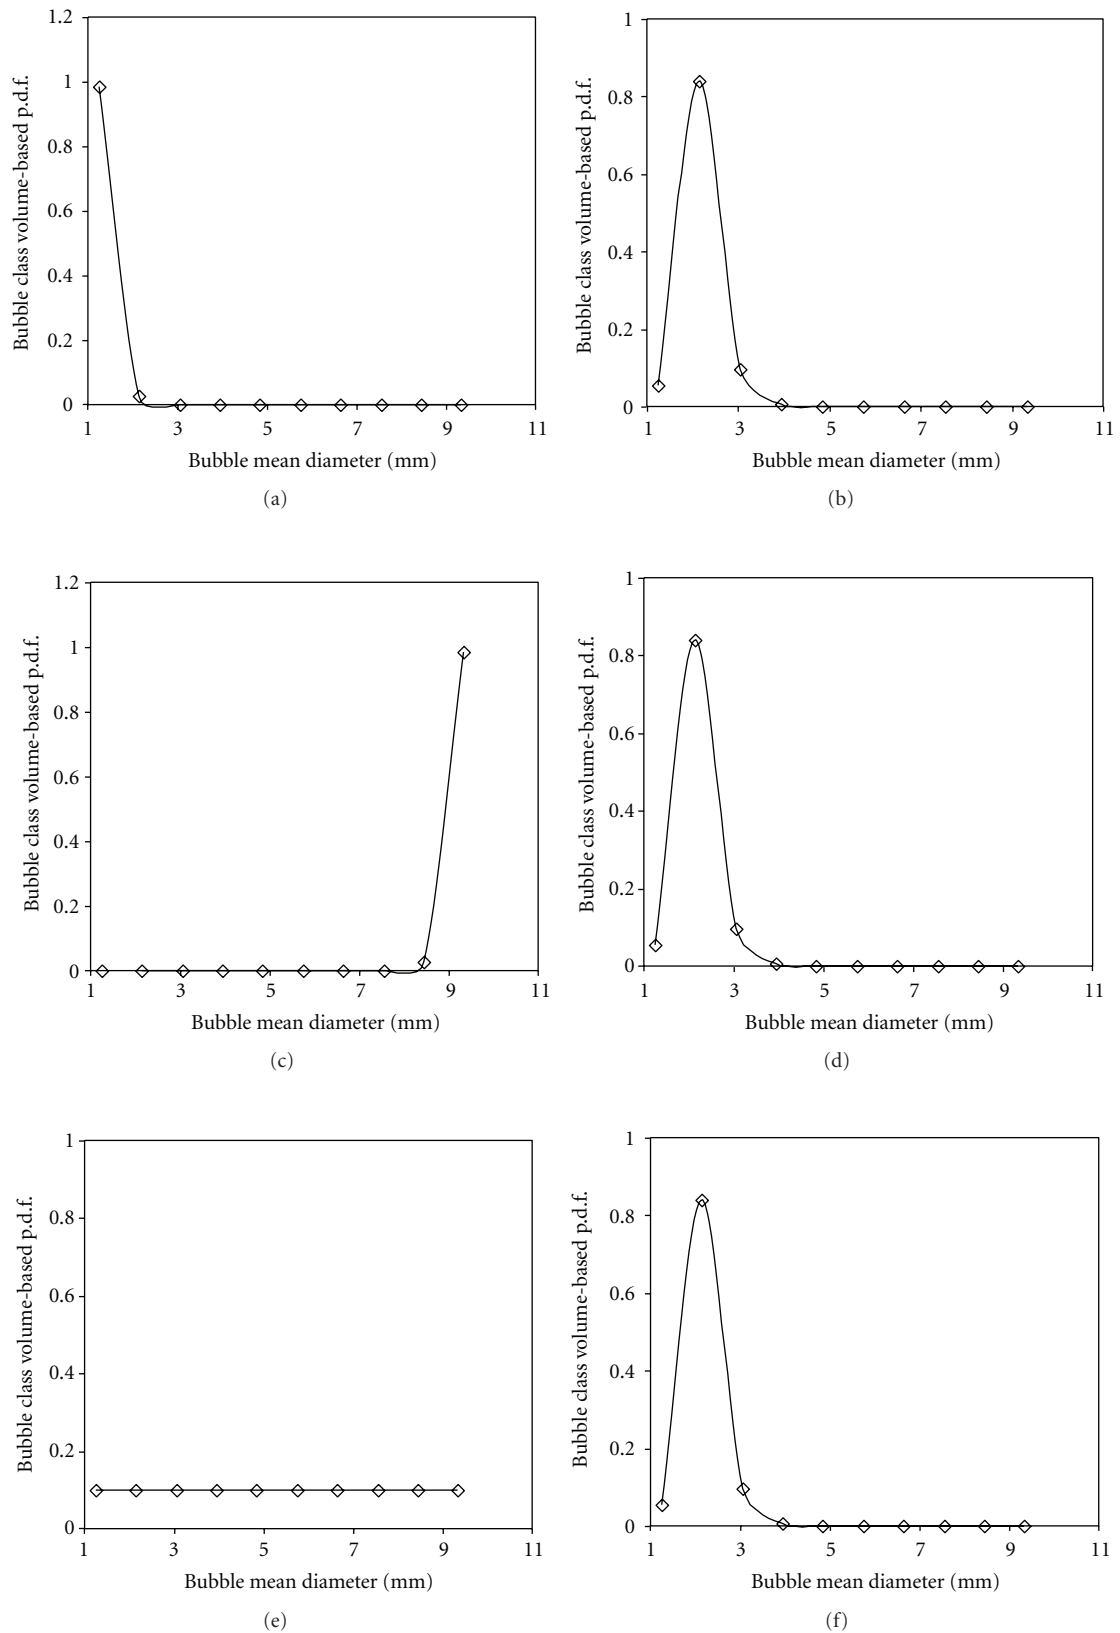 1.2
1
0.8
0.6
0.4
0.2
0
1 3 5 7 9 11
Bubble class volume-based p.d.f.
Bubble mean diameter (mm)
(a)
1
0.8
0.6
0.4
0.2
0
1 3 5 7 9 11
Bubble class volume-based p.d.f.
Bubble mean diameter (mm)
(b)
1.2
1
0.8
0.6
0.4
0.2
0
1 3 5 7 9 11
Bubble class volume-based p.d.f.
Bubble mean diameter (mm)
(c)
1
0.8
0.6
0.4
0.2
0
1 3 5 7 9 11
Bubble class volume-based p.d.f.
Bubble mean diameter (mm)
(d)
1
0.8
0.6
0.4
0.2
0
1 3 5 7 9 11
Bubble class volume-based p.d.f.
Bubble mean diameter (mm)
(e)
1
0.8
0.6
0.4
0.2
0
1 3 5 7 9 11
Bubble class volume-based p.d.f.
Bubble mean diameter (mm)
(f)